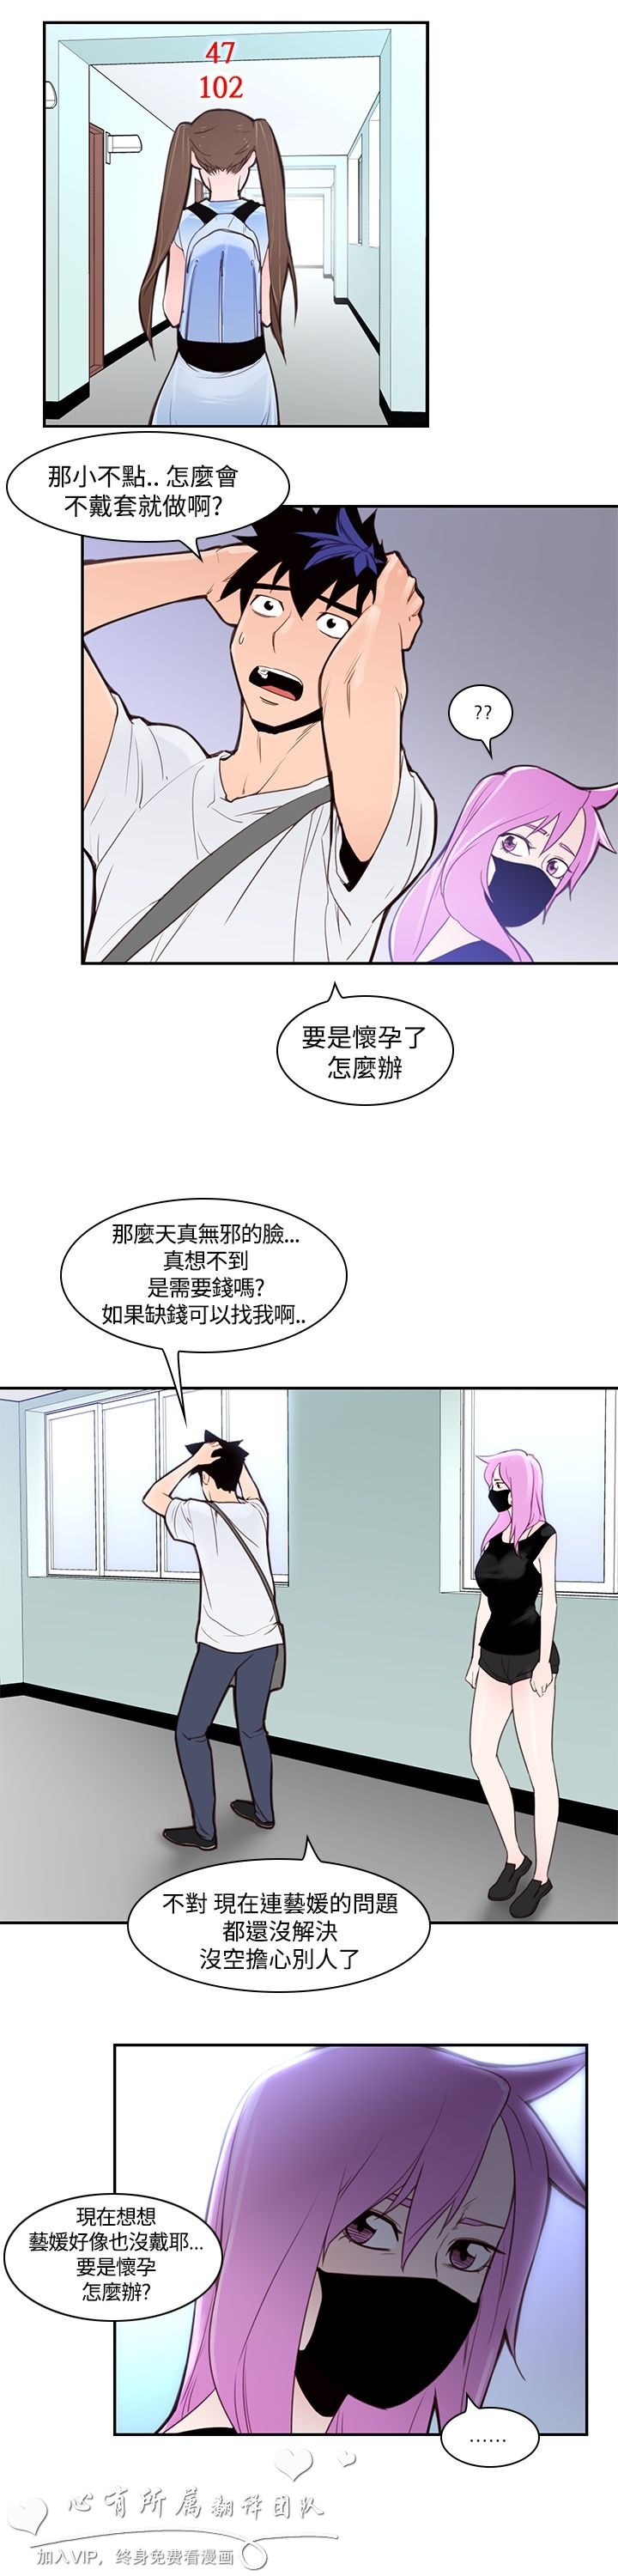 47
102
那小不點.. 怎麼會
不戴套就做啊?
??
要是懷孕了
怎麼辦
那麼天真無邪的臉...
真想不到
是需要錢嗎?
如果缺錢可以找我啊..
不對 現在連藝媛的問題
都還沒解決
沒空擔心別人了
現在想想
藝媛好像也沒戴耶...
要是懷孕
怎麼辦?
……
心有所属翻译团队
加入VIP，终身免费看漫画